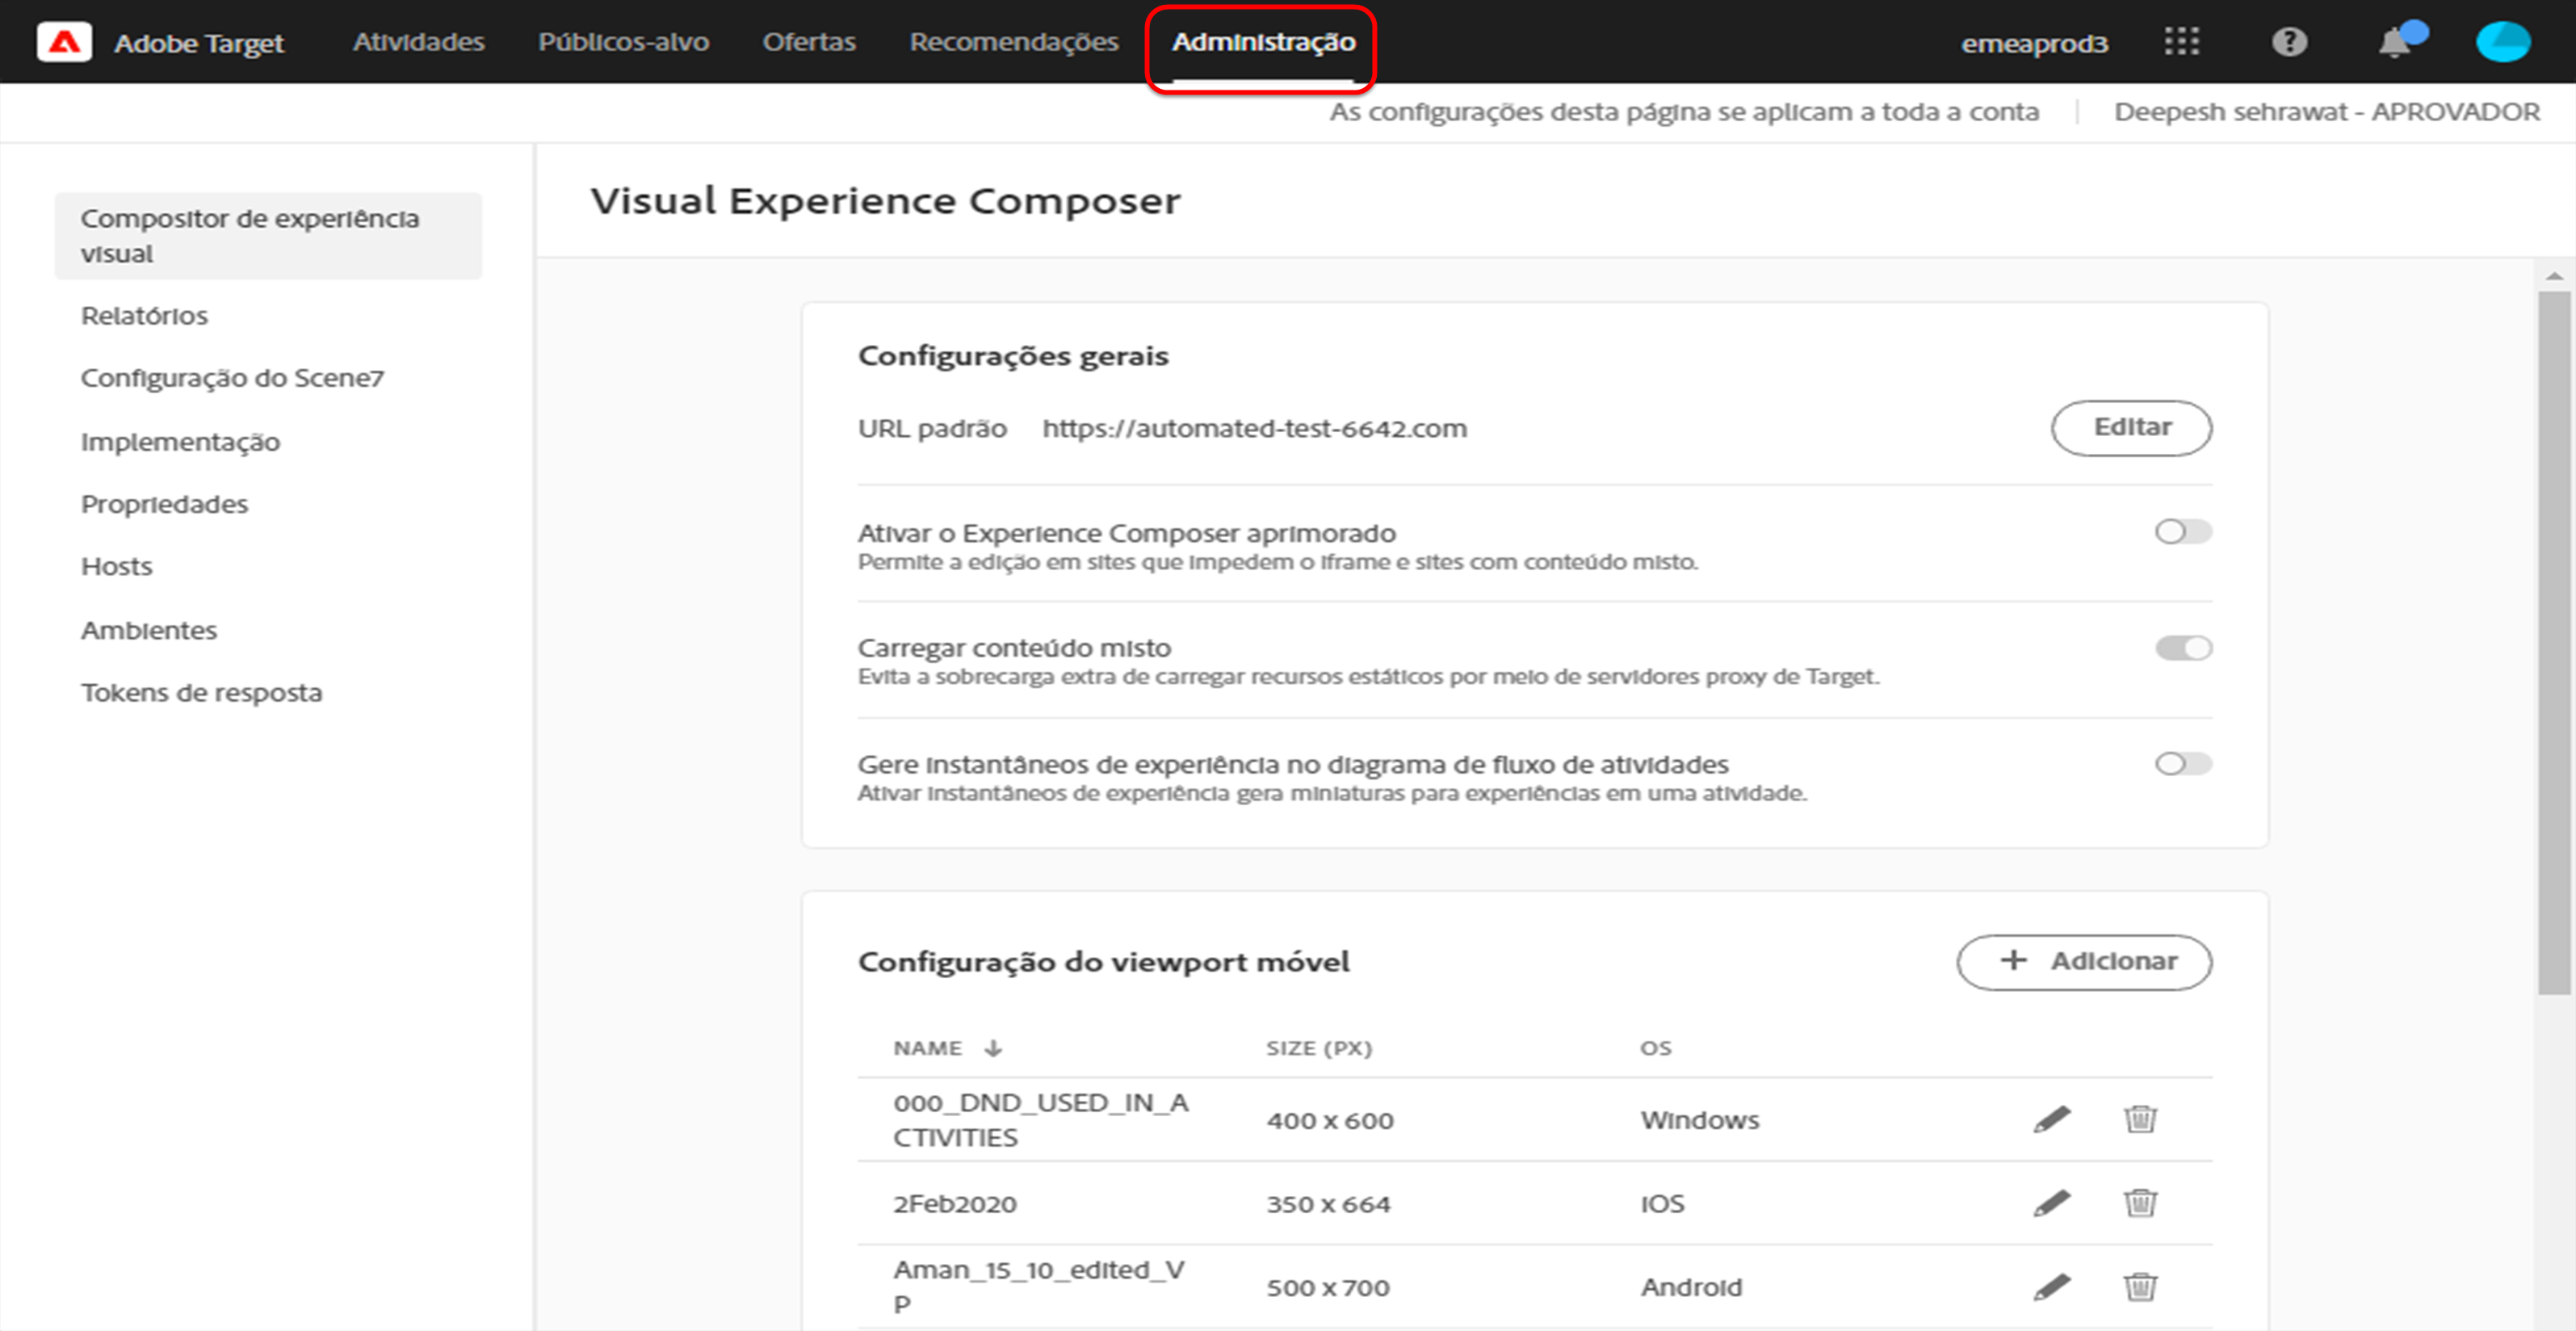 Adobe Target
Atividades
Públicos-alvo
Ofertas
Recomendações
Administração
emeaprod3
As configurações desta página se aplicam a toda a conta
Deepesh sehrawat - APROVADOR
Compositor de experiência
visual
Relatórios
Configuração do Scene7
Implementação
Propriedades
Hosts
Ambientes
Tokens de resposta
Visual Experience Composer
Configurações gerais
URL padrão https://automated-test-6642.com
Editar
Ativar o Experience Composer aprimorado
Permite a edição em sites que impedem o iframe e sites com conteúdo misto.
Carregar conteúdo misto
Evita a sobrecarga extra de carregar recursos estáticos por meio de servidores proxy de Target.
Gere instantâneos de experiência no diagrama de fluxo de atividades
Ativar instantâneos de experiência gera miniaturas para experiências em uma atividade.
Configuração do viewport móvel
+ Adicionar
NAME ↓ SIZE (PX) OS
000_DND_USED_IN_A
CTIVITIES
400 x 600
Windows
2Feb2020
350 x 664
IOS
Aman_15_10_edited_V
P
500 x 700
Android